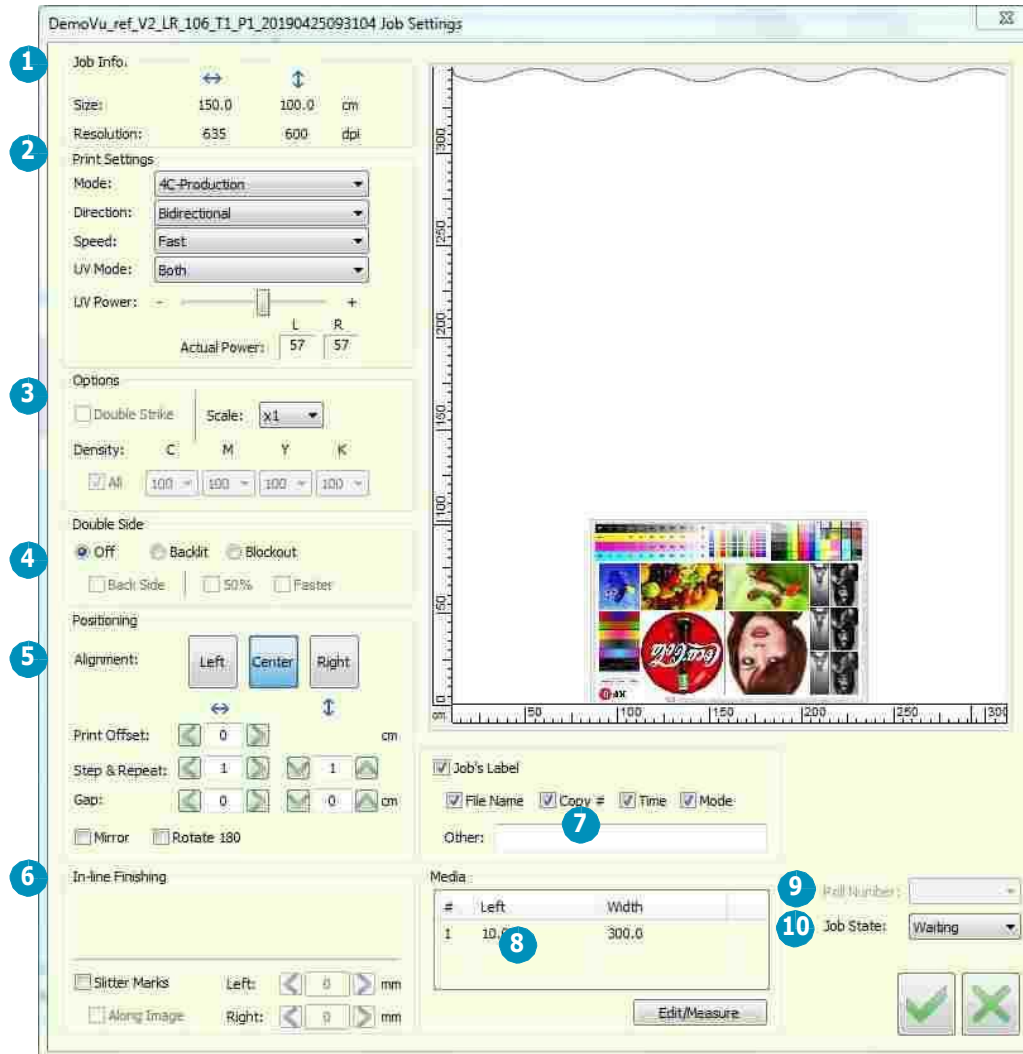 DemoVu_ref_V2_LR_106_T1_P1_20190425093104 Job Settings
1
Job Info.
Size: 150.0 100.0 cm
Resolution: 635 600 dpi
2
Print Settings
Mode: 4C-Production
Direction: Bidirectional
Speed: Fast
UV Mode: Both
UV Power: - +
L R
Actual Power: 57 57
3
Options
Double Strike Scale: x1
Density: C M Y K
All 100 100 100 100
4
Double Side
Off Backlit Blockout
Back Side 50% Faster
5
Positioning
Alignment: Left Center Right
Print Offset: 0 cm
Step & Repeat: 1 1
Gap: 0 0 cm
Mirror Rotate 180
6
In-line Finishing
Slitter Marks Left: 0 mm
Along Image Right: 0 mm
300
250
200
150
100
50
0
cm 50 100 150 200 250 300
Coca-Cola
Job's Label
File Name Copy # Time Mode
7
Other:
Media
# Left Width
1 10. 300.0
8
Edit/Measure
9
Roll Number:
10
Job State: Waiting